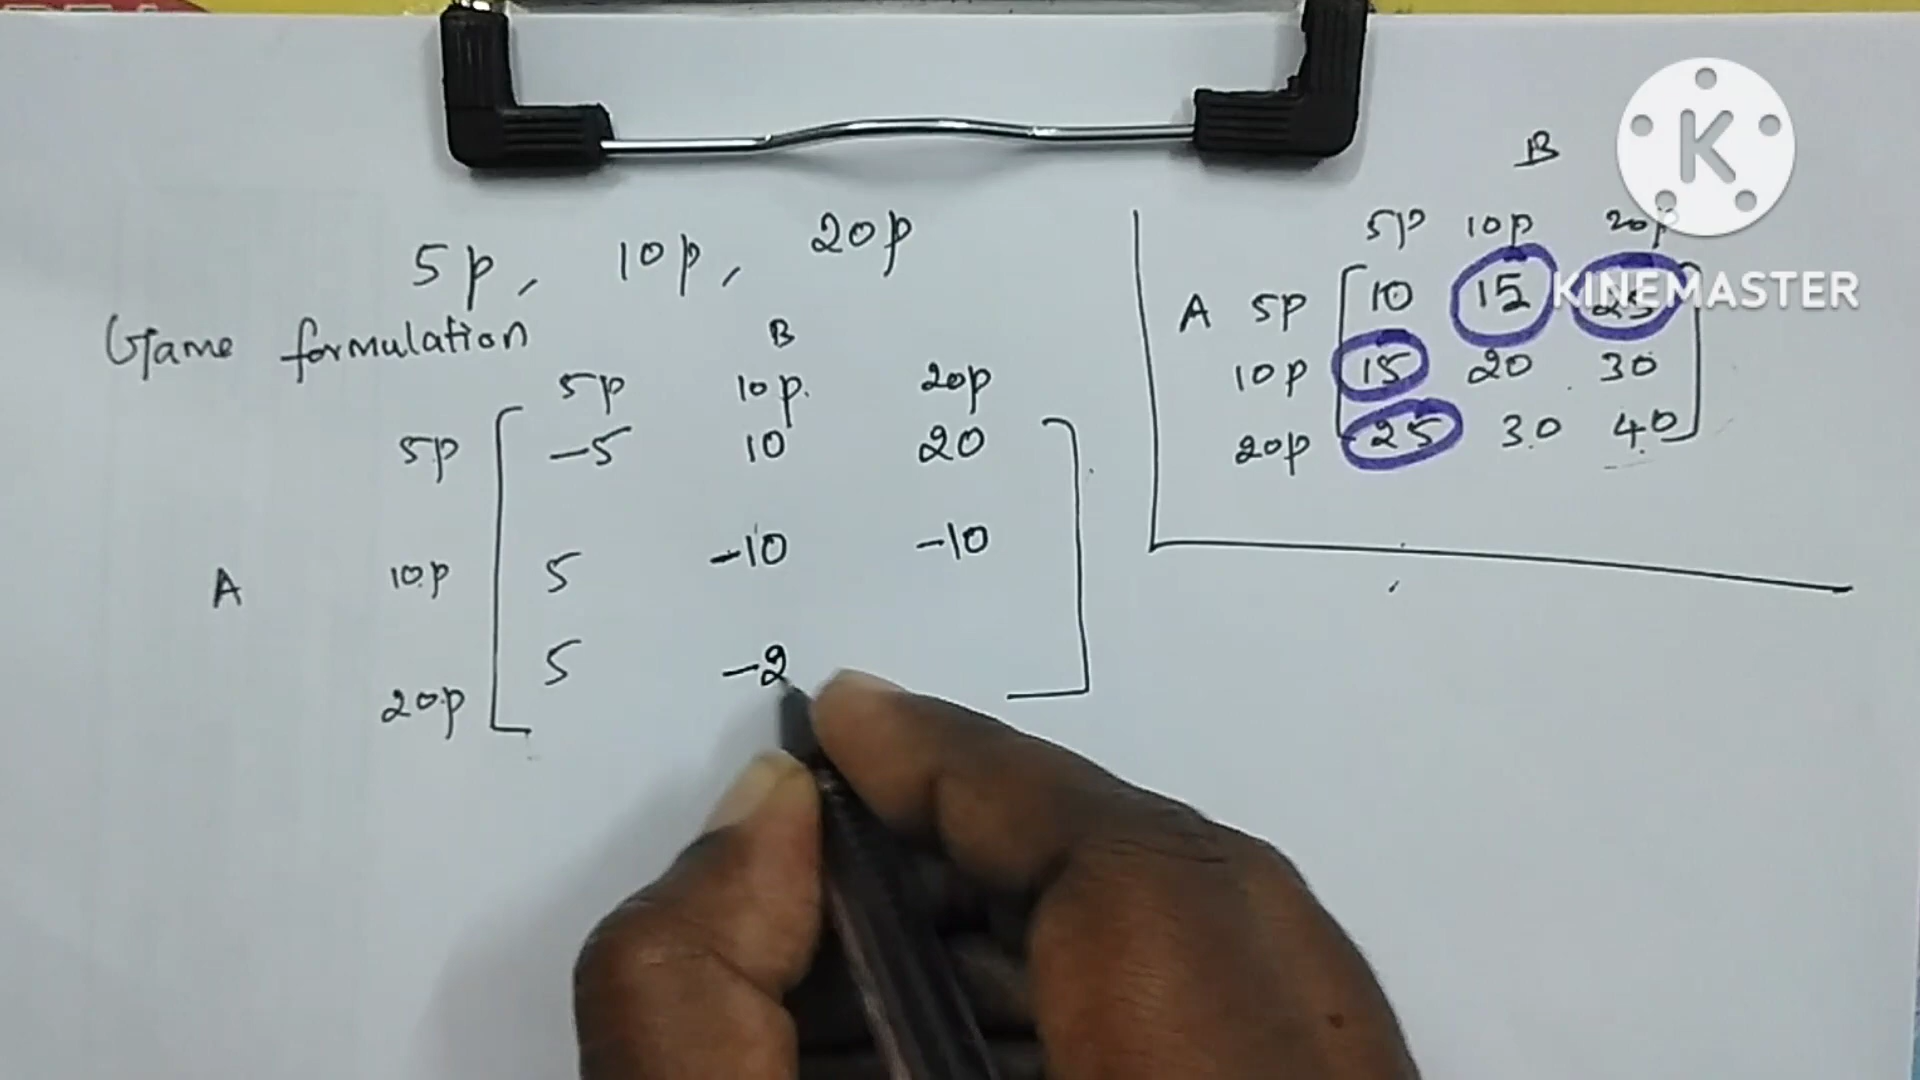 5p, 10p, 20p
Game formulation
B
5p 10p. 20p
5p -5 10 20
A 10p 5 -10 -10
20p 5 -2
B
5p 10p 20p
A 5p 10 15 25
10p 15 20 30
20p 25 30 40
K
KINEMASTER